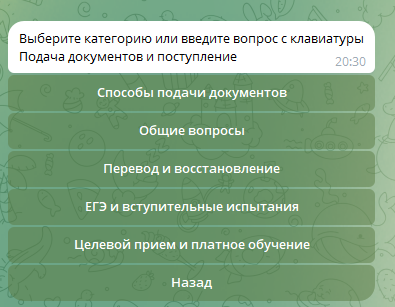 Выберите категорию или введите вопрос с клавиатуры
Подача документов и поступление
20:30
Способы подачи документов
Общие вопросы
Перевод и восстановление
ЕГЭ и вступительные испытания
Целевой прием и платное обучение
Назад